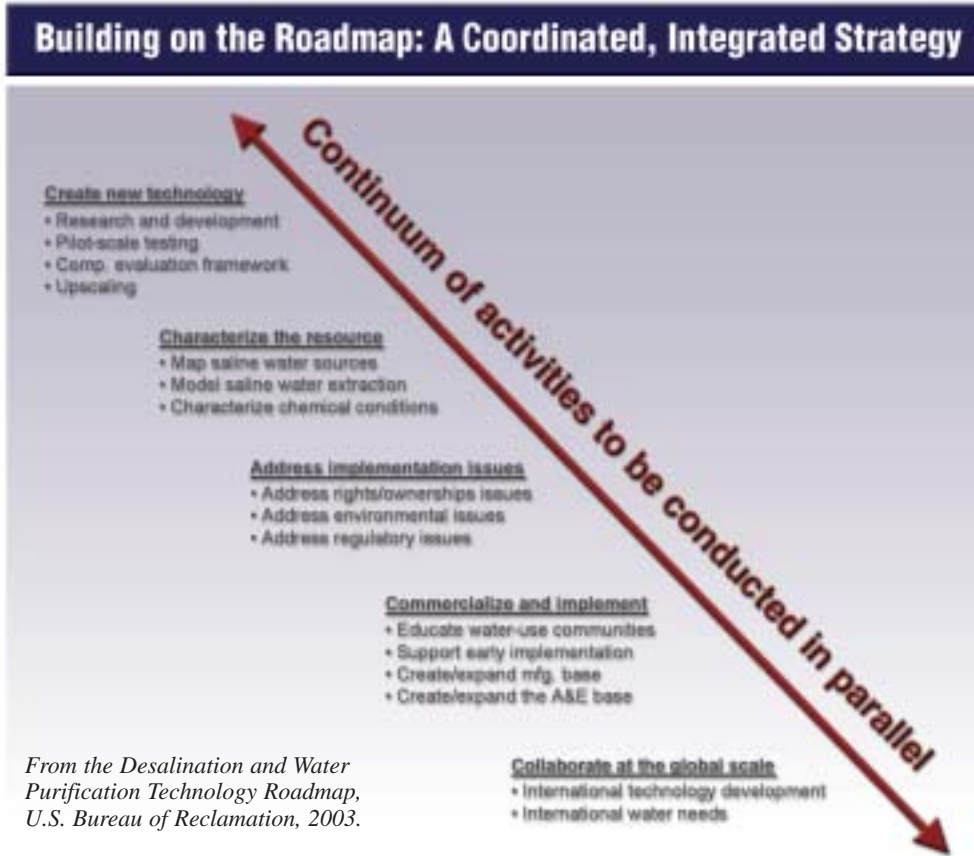 Building on the Roadmap: A Coordinated, Integrated Strategy
Continuum of activities to be conducted in parallel
Create new technology
• Research and development
• Pilot-scale testing
• Comp. evaluation framework
• Upscaling
Characterize the resource
• Map saline water sources
• Model saline water extraction
• Characterize chemical conditions
Address implementation issues
• Address rights/ownerships issues
• Address environmental issues
• Address regulatory issues
Commercialize and implement
• Educate water-use communities
• Support early implementation
• Create/expand mfg. base
• Create/expand the A&E base
Collaborate at the global scale
• International technology development
• International water needs
From the Desalination and Water
Purification Technology Roadmap,
U.S. Bureau of Reclamation, 2003.